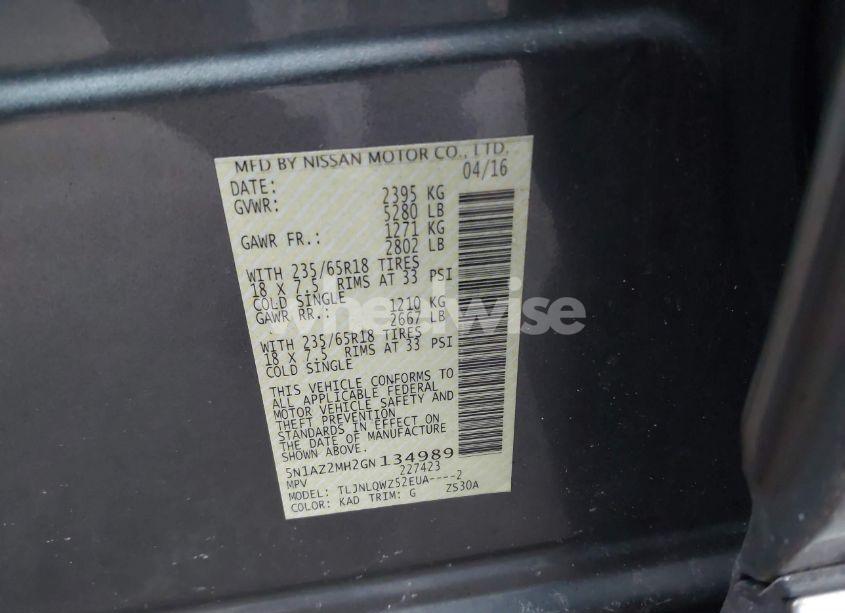 MFD BY NISSAN MOTOR CO., LTD.
DATE: 04/16
GVWR: 2395 KG
5280 LB
GAWR FR.: 1271 KG
2802 LB
WITH 235/65R18 TIRES
18 X 7.5 RIMS AT 33 PSI
COLD SINGLE
GAWR RR.: 1210 KG
2667 LB
WITH 235/65R18 TIRES
18 X 7.5 RIMS AT 33 PSI
COLD SINGLE
THIS VEHICLE CONFORMS TO
ALL APPLICABLE FEDERAL
MOTOR VEHICLE SAFETY AND
THEFT PREVENTION
STANDARDS IN EFFECT ON
THE DATE OF MANUFACTURE
SHOWN ABOVE.
5N1AZ2MH2GN134989
MPV 227423
MODEL: TLJNLQWZ52EUA----2
COLOR: KAD TRIM: G ZS30A
wheelwise